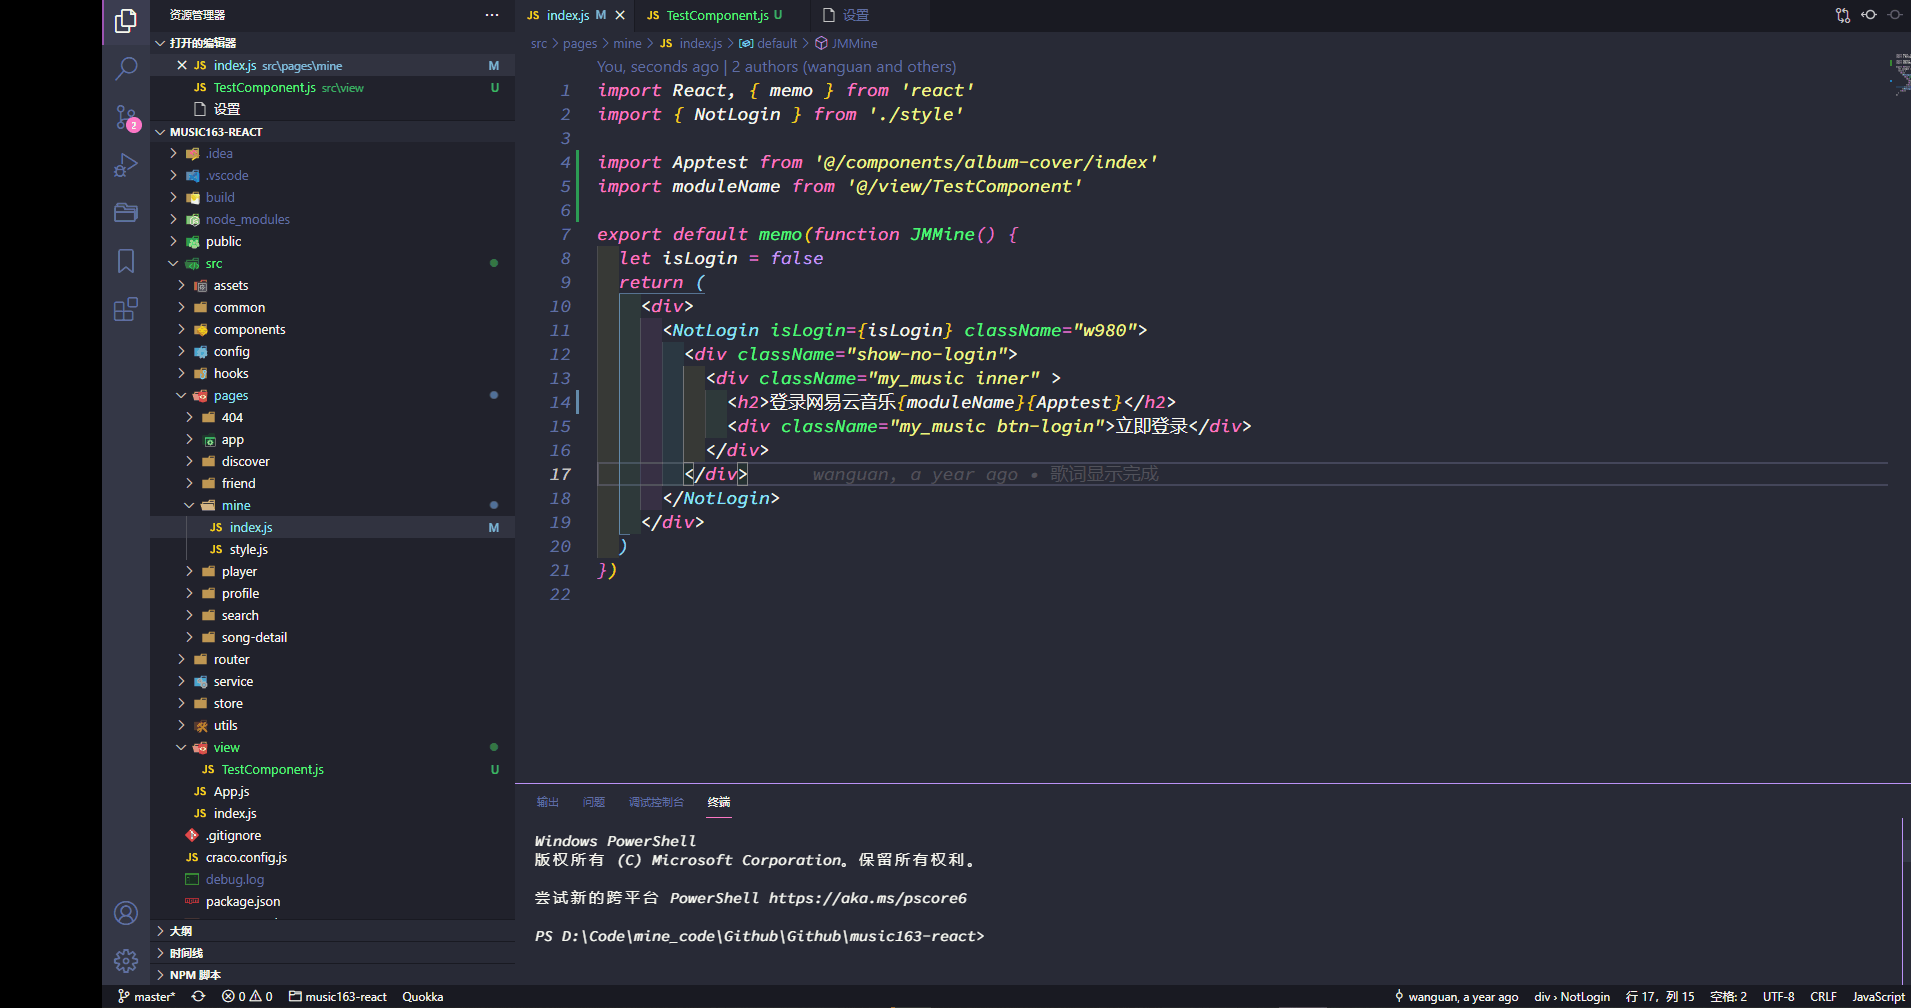 资源管理器 ···
打开的编辑器
× JS index.js src\pages\mine M
JS TestComponent.js src\view U
设置
2
MUSIC163-REACT
.idea
.vscode
build
node_modules
public
src
assets
common
components
config
hooks
pages
404
app
discover
friend
mine
JS index.js M
JS style.js
player
profile
search
song-detail
router
service
store
utils
view
JS TestComponent.js U
JS App.js
JS index.js
.gitignore
JS craco.config.js
debug.log
package.json
大纲
时间线
NPM 脚本
JS index.js M × JS TestComponent.js U 设置
src > pages > mine > JS index.js > default > JMMine
You, seconds ago | 2 authors (wanguan and others)
1 import React, { memo } from 'react'
2 import { NotLogin } from './style'
3
4 import Apptest from '@/components/album-cover/index'
5 import moduleName from '@/view/TestComponent'
6
7 export default memo(function JMMine() {
8 let isLogin = false
9 return (
10 <div>
11 <NotLogin isLogin={isLogin} className="w980">
12 <div className="show-no-login">
13 <div className="my_music inner" >
14 <h2>登录网易云音乐{moduleName}{Apptest}</h2>
15 <div className="my_music btn-login">立即登录</div>
16 </div>
17 </div> wanguan, a year ago • 歌词显示完成
18 </NotLogin>
19 </div>
20 )
21 })
22
输出 问题 调试控制台 终端
Windows PowerShell
版权所有 (C) Microsoft Corporation。保留所有权利。
尝试新的跨平台 PowerShell https://aka.ms/pscore6
PS D:\Code\mine_code\Github\Github\music163-react>
master* 0 0 music163-react Quokka wanguan, a year ago div › NotLogin 行 17，列 15 空格: 2 UTF-8 CRLF JavaScript